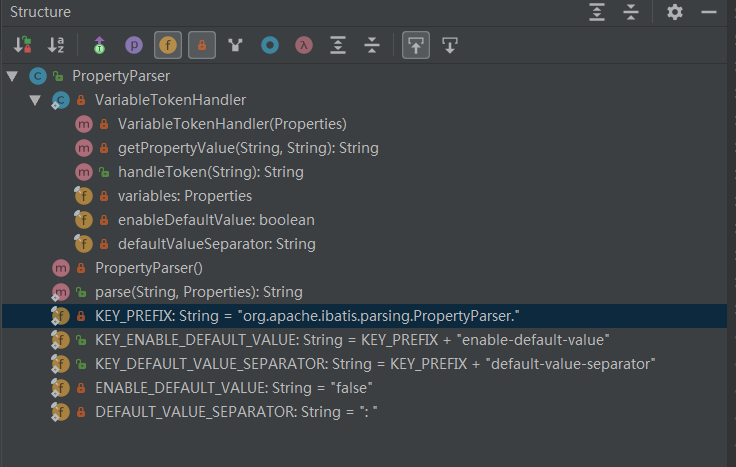 Structure
PropertyParser
VariableTokenHandler
VariableTokenHandler(Properties)
getPropertyValue(String, String): String
handleToken(String): String
variables: Properties
enableDefaultValue: boolean
defaultValueSeparator: String
PropertyParser()
parse(String, Properties): String
KEY_PREFIX: String = "org.apache.ibatis.parsing.PropertyParser."
KEY_ENABLE_DEFAULT_VALUE: String = KEY_PREFIX + "enable-default-value"
KEY_DEFAULT_VALUE_SEPARATOR: String = KEY_PREFIX + "default-value-separator"
ENABLE_DEFAULT_VALUE: String = "false"
DEFAULT_VALUE_SEPARATOR: String = ": "